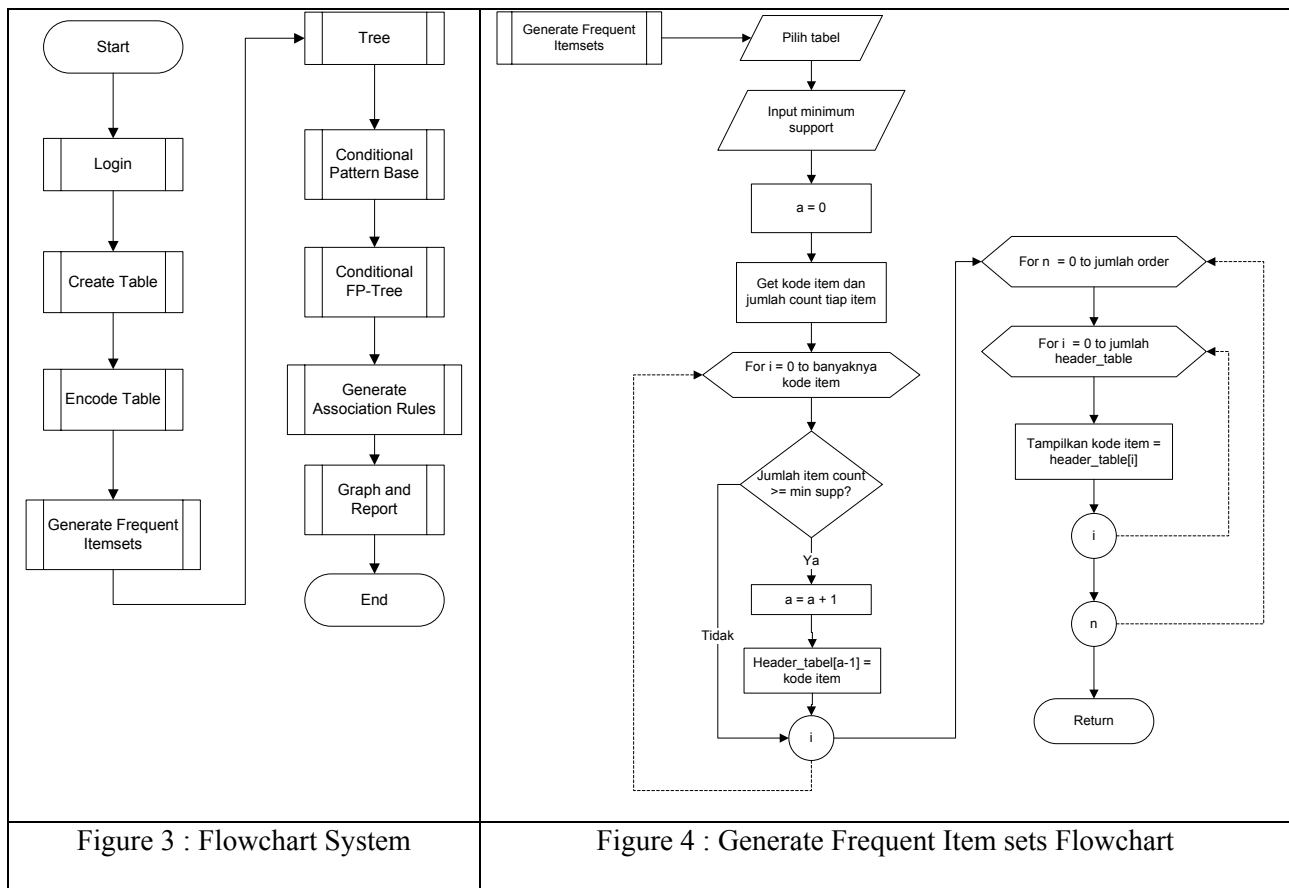 Start
Login
Create Table
Encode Table
Generate Frequent
Itemsets
Tree
Conditional
Pattern Base
Conditional
FP-Tree
Generate
Association Rules
Graph and
Report
End
Figure 3 : Flowchart System
Generate Frequent
Itemsets
Pilih tabel
Input minimum
support
a = 0
Get kode item dan
jumlah count tiap item
For i = 0 to banyaknya
kode item
Jumlah item count
>= min supp?
Ya
a = a + 1
Tidak
Header_tabel[a-1] =
kode item
i
For n = 0 to jumlah order
For i = 0 to jumlah
header_table
Tampilkan kode item =
header_table[i]
i
n
Return
Figure 4 : Generate Frequent Item sets Flowchart